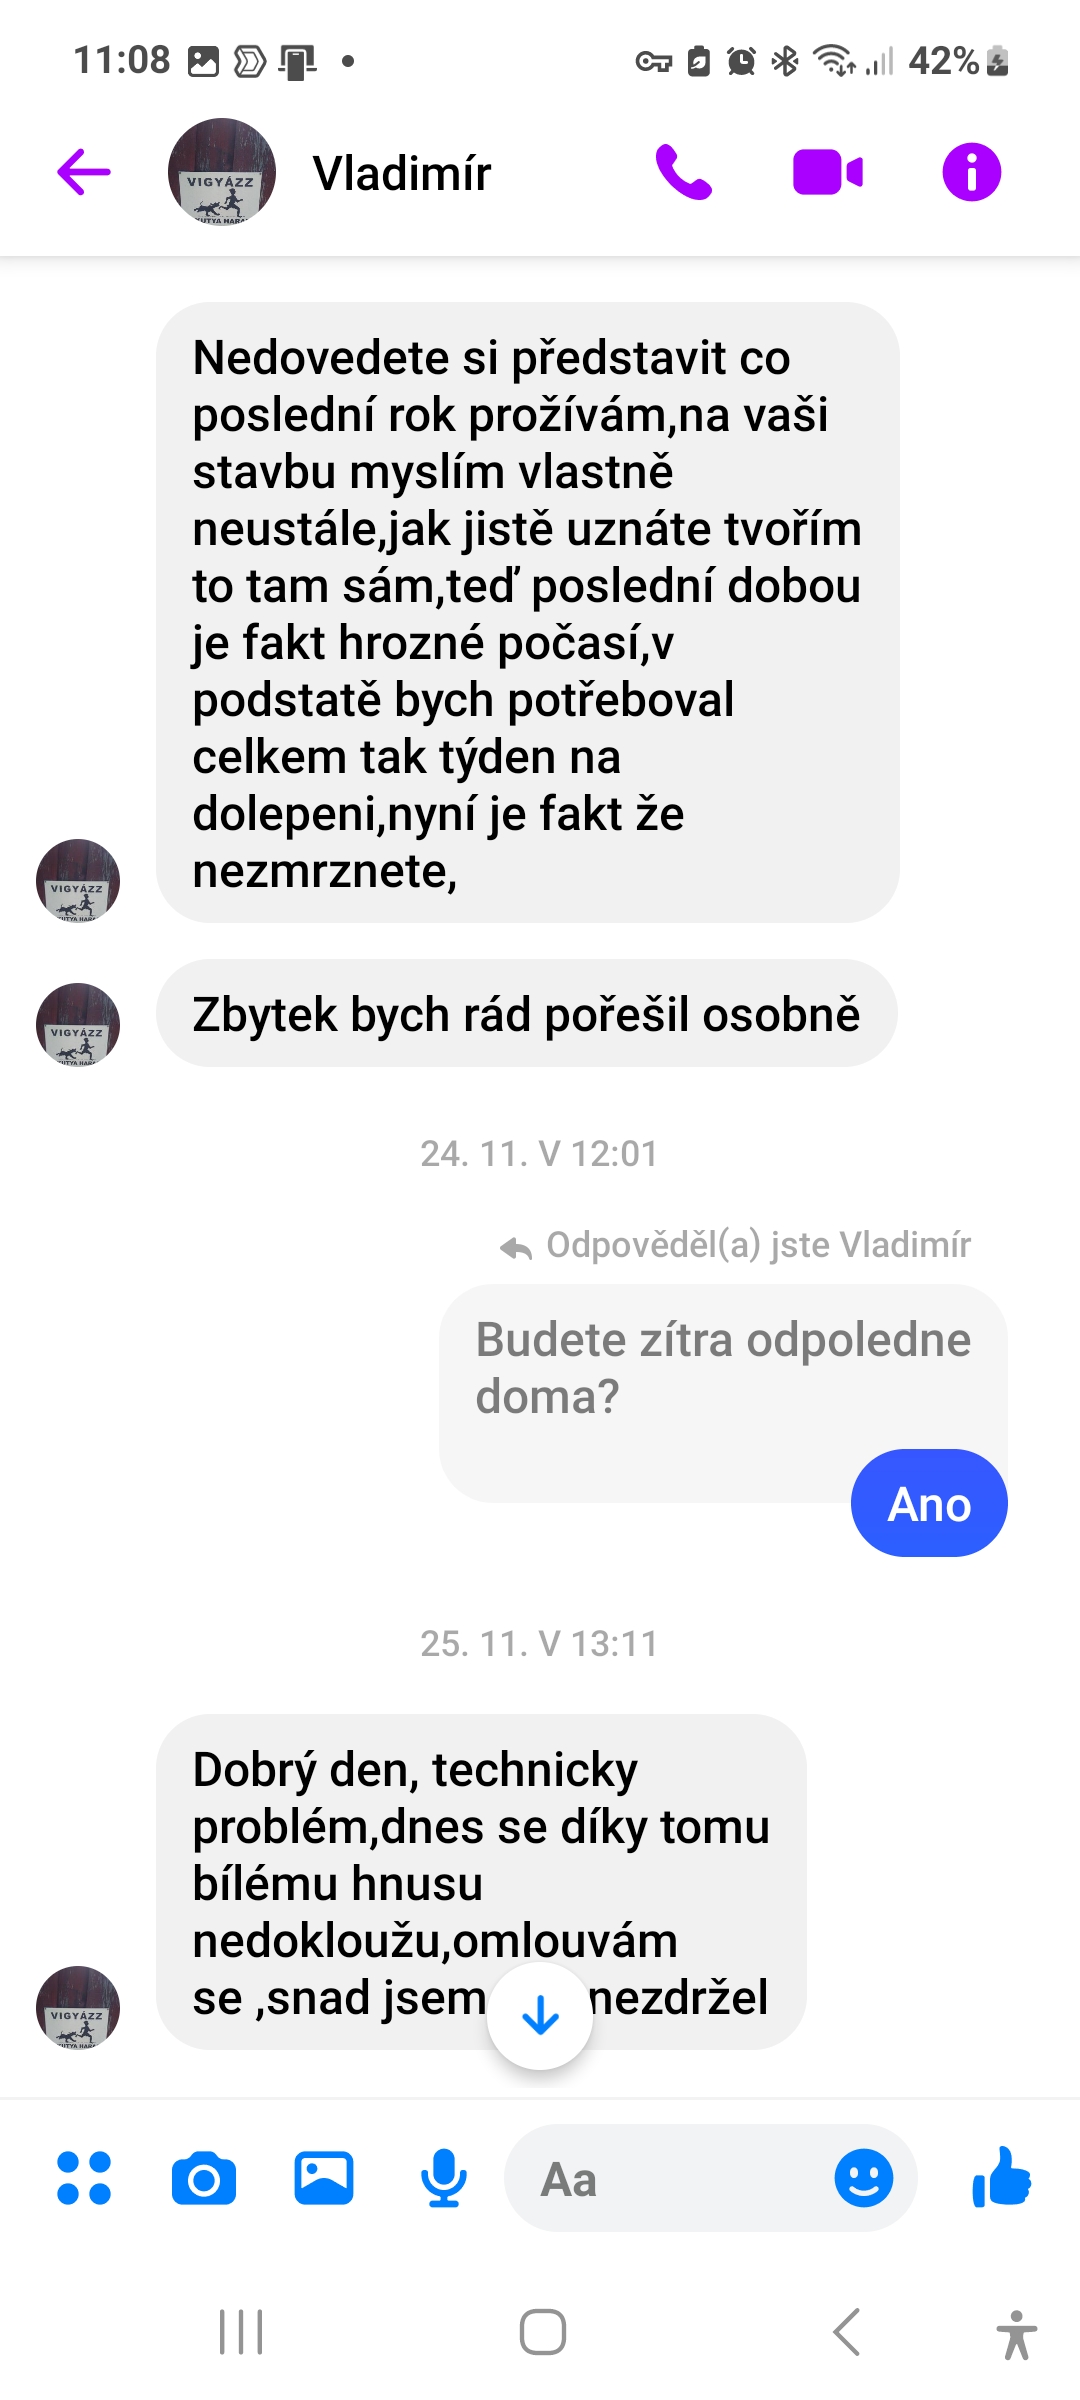 11:08
42%
VIGYÁZZ
Vladimír
Nedovedete si představit co
poslední rok prožívám,na vaši
stavbu myslím vlastně
neustále,jak jistě uznáte tvořím
to tam sám,teď poslední dobou
je fakt hrozné počasí,v
podstatě bych potřeboval
celkem tak týden na
dolepeni,nyní je fakt že
nezmrznete,
VIGYÁZZ
Zbytek bych rád pořešil osobně
VIGYÁZZ
24. 11. V 12:01
Odpověděl(a) jste Vladimír
Budete zítra odpoledne
doma?
Ano
25. 11. V 13:11
Dobrý den, technicky
problém,dnes se díky tomu
bílému hnusu
nedokloužu,omlouvám
se ,snad jsem nezdržel
VIGYÁZZ
Aa